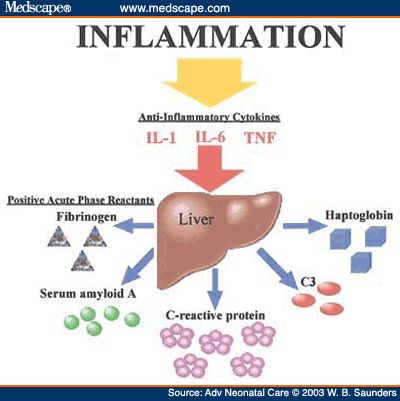 Medscape® www.medscape.com
INFLAMMATION
Anti-Inflammatory Cytokines
IL-1 IL-6 TNF
Positive Acute Phase Reactants
Fibrinogen
Liver
Haptoglobin
Serum amyloid A
C-reactive protein
C3
Source: Adv Neonatal Care © 2003 W. B. Saunders